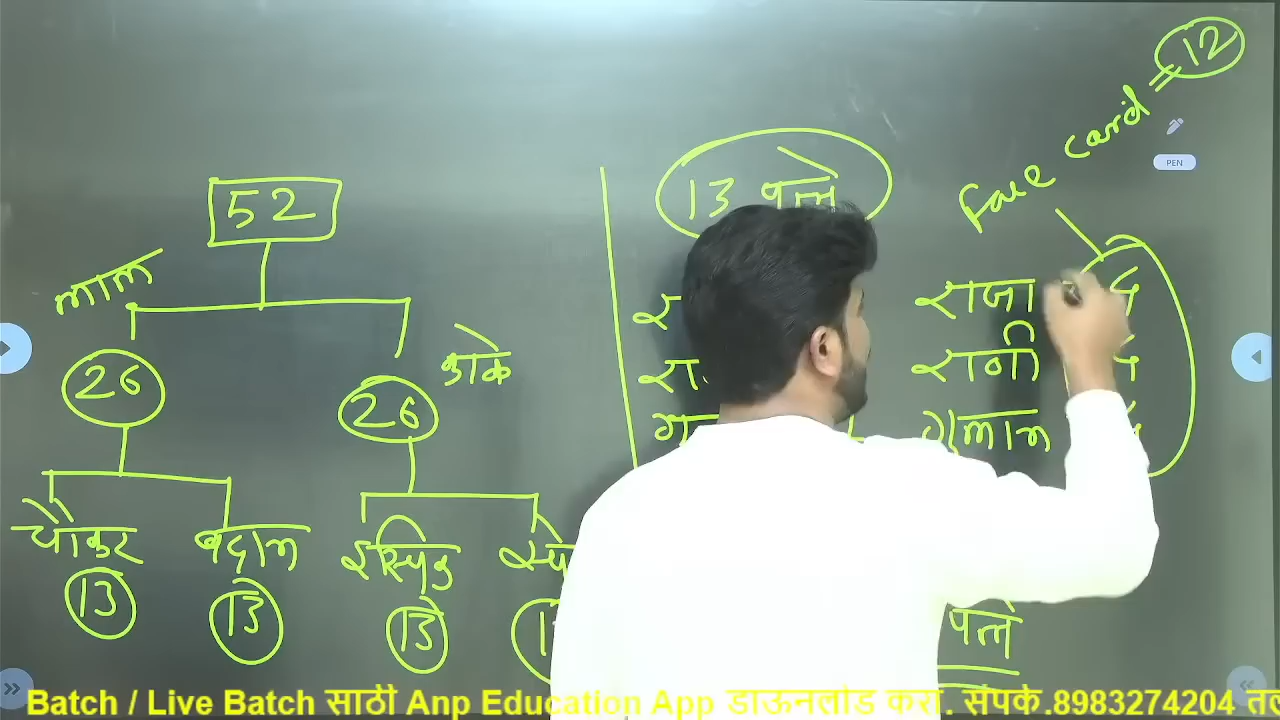 52
लाल
26
काळे
26
चौकट
बदाम
इस्पिक
13
13
13
13 पत्ते
face card = 12
राजा
राणी
गुलाम
पत्ते
PEN
Batch / Live Batch साठी Anp Education App डाऊनलोड करा. संपर्क.8983274204